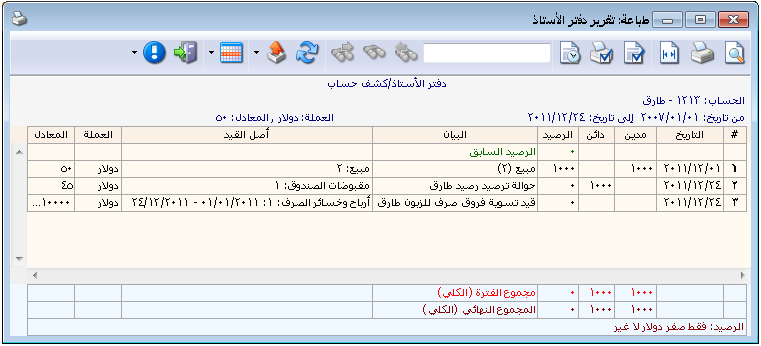 طباعة: تقرير دفتر الأستاذ
دفتر الأستاذ/كشف حساب
الحساب: ١٢١٣ - طارق
من تاريخ: ٢٠٠٧/٠١/٠١ إلى تاريخ: ٢٠١١/١٢/٢٤ العملة: دولار , المعادل: ٥٠
# التاريخ مدين دائن الرصيد البيان أصل القيد العملة المعادل
٠ الرصيد السابق
١ ٢٠١١/١٢/٠١ ١٠٠٠ ١٠٠٠ مبيع (٢) مبيع: ٢ دولار ٥٠
٢ ٢٠١١/١٢/٢٤ ١٠٠٠ ٠ حوالة ترصيد رصيد طارق مقبوضات الصندوق: ١ دولار ٤٥
٣ ٢٠١١/١٢/٢٤ ٠ قيد تسوية فروق صرف للزبون طارق أرباح وخسائر الصرف: ١: ٠١/٠١/٢٠١١ - ٢٤/١٢/٢٠١١ دولار ١٠٠٠٠...
١٠٠٠ ١٠٠٠ ٠ مجموع الفترة (الكلي)
١٠٠٠ ١٠٠٠ ٠ المجموع النهائي (الكلي)
الرصيد: فقط صفر دولار لا غير